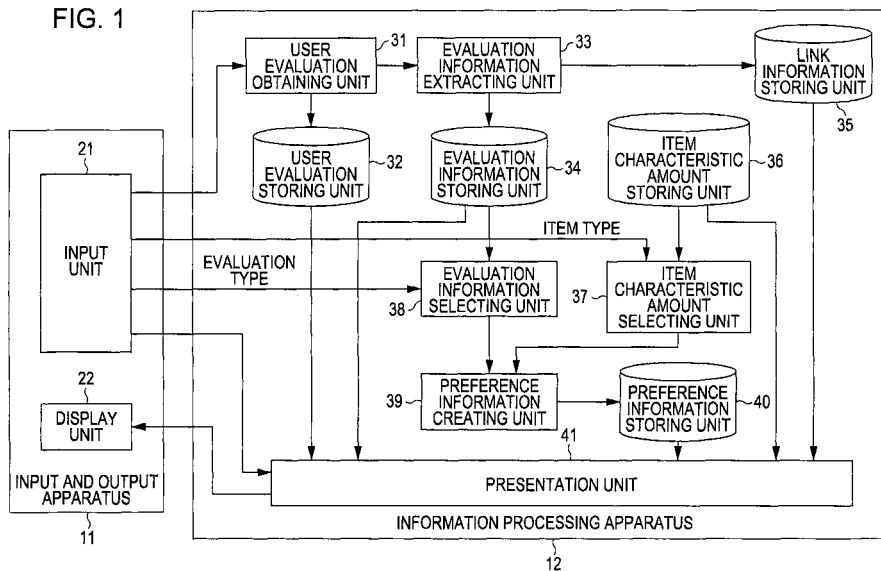 FIG. 1
31
USER
EVALUATION
OBTAINING UNIT
33
EVALUATION
INFORMATION
EXTRACTING UNIT
LINK
INFORMATION
STORING UNIT
35
21
INPUT
UNIT
USER
EVALUATION
STORING UNIT
32
EVALUATION
INFORMATION
STORING UNIT
34
ITEM
CHARACTERISTIC
AMOUNT
STORING UNIT
36
ITEM TYPE
EVALUATION
TYPE
EVALUATION
INFORMATION
SELECTING UNIT
38
ITEM
CHARACTERISTIC
AMOUNT
SELECTING UNIT
37
22
DISPLAY
UNIT
39
PREFERENCE
INFORMATION
CREATING UNIT
PREFERENCE
INFORMATION
STORING UNIT
40
41
PRESENTATION UNIT
INPUT AND OUTPUT
APPARATUS
11
INFORMATION PROCESSING APPARATUS
12